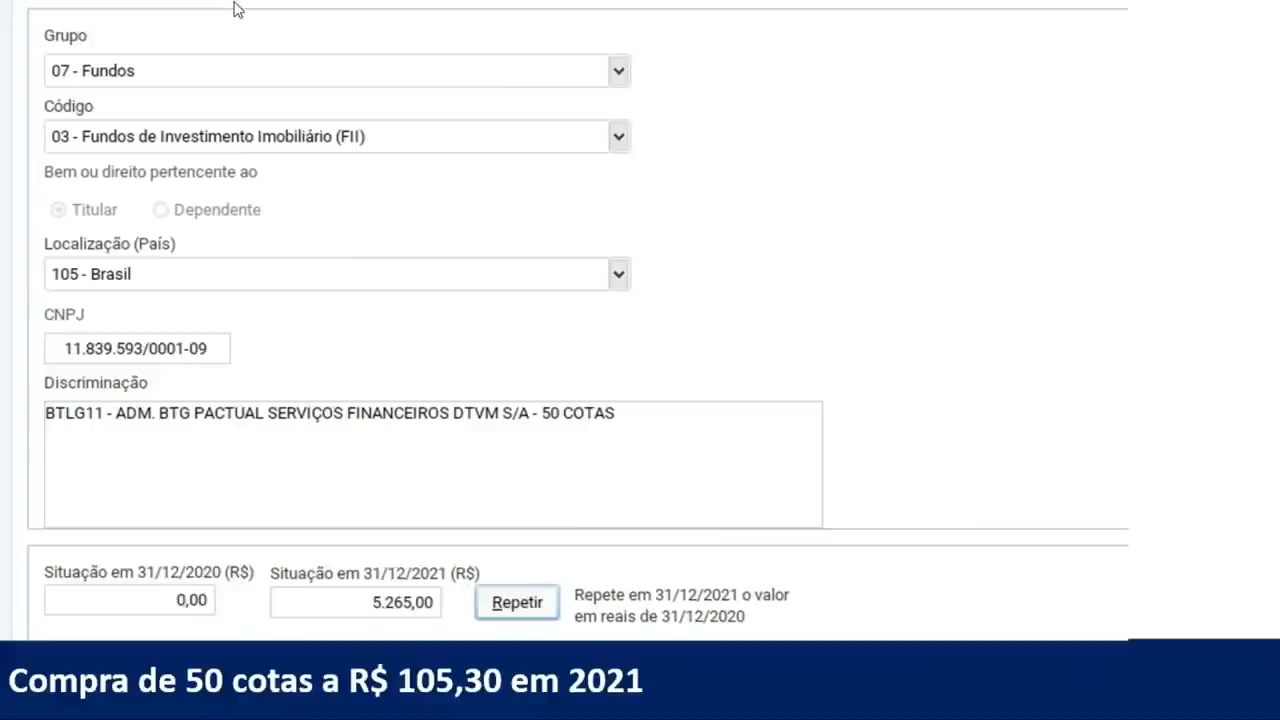 Grupo
07 - Fundos
Código
03 - Fundos de Investimento Imobiliário (FII)
Bem ou direito pertencente ao
Titular Dependente
Localização (País)
105 - Brasil
CNPJ
11.839.593/0001-09
Discriminação
BTLG11 - ADM. BTG PACTUAL SERVIÇOS FINANCEIROS DTVM S/A - 50 COTAS
Situação em 31/12/2020 (R$) Situação em 31/12/2021 (R$)
0,00 5.265,00 Repetir Repete em 31/12/2021 o valor
em reais de 31/12/2020
Compra de 50 cotas a R$ 105,30 em 2021